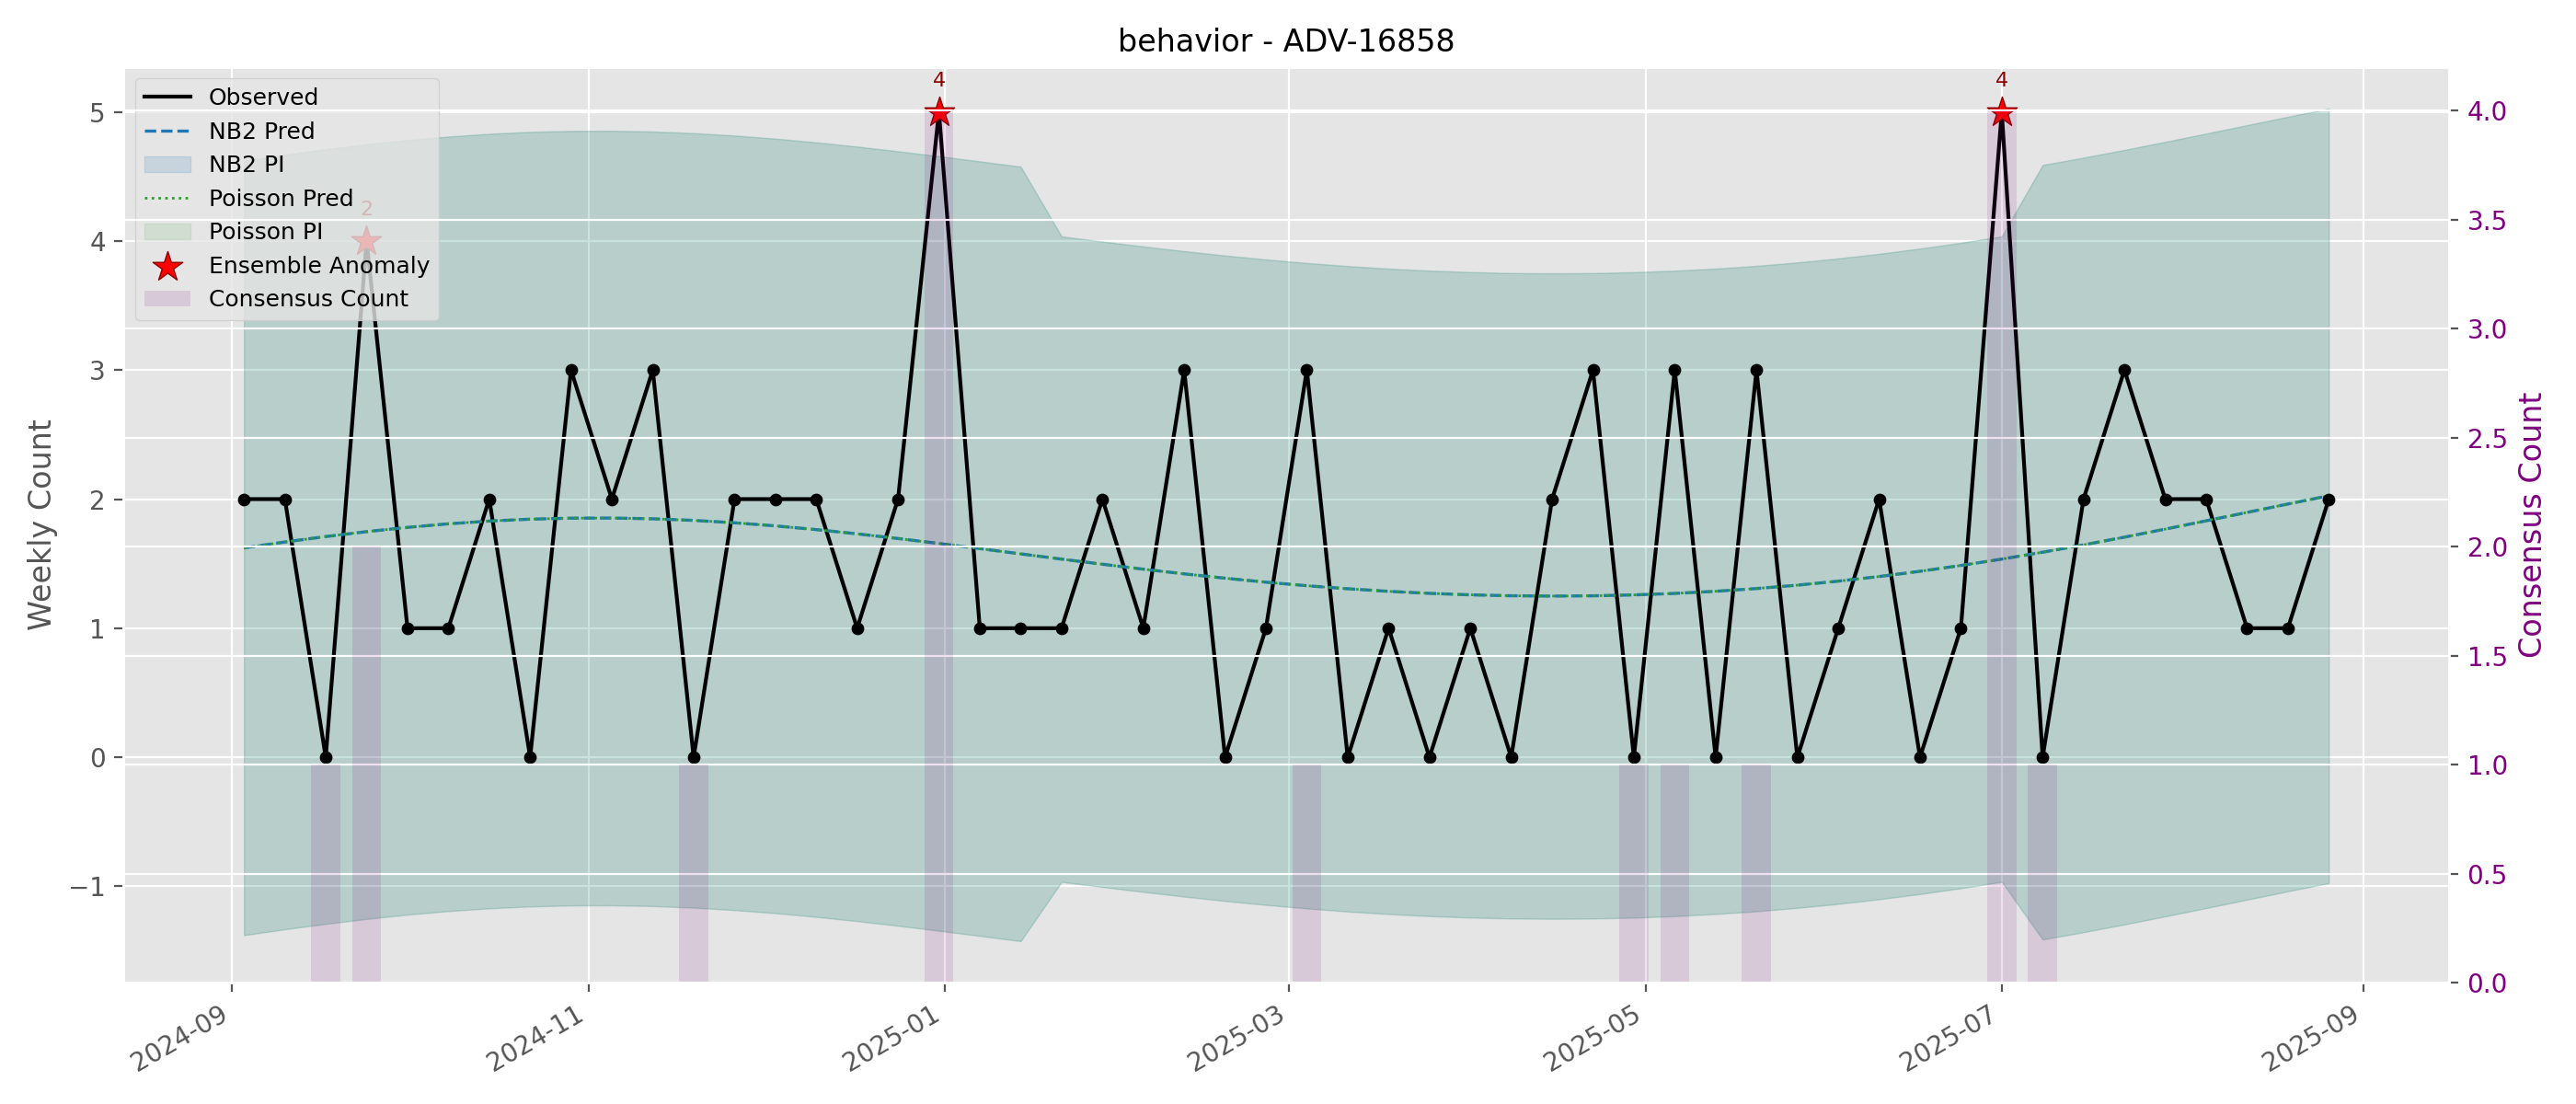 behavior - ADV-16858
Observed
NB2 Pred
NB2 PI
Poisson Pred
Poisson PI
Ensemble Anomaly
Consensus Count
2
4
4
Weekly Count
5
4
3
2
1
0
−1
4.0
3.5
3.0
2.5
2.0
1.5
1.0
0.5
0.0
Consensus Count
2024-09
2024-11
2025-01
2025-03
2025-05
2025-07
2025-09